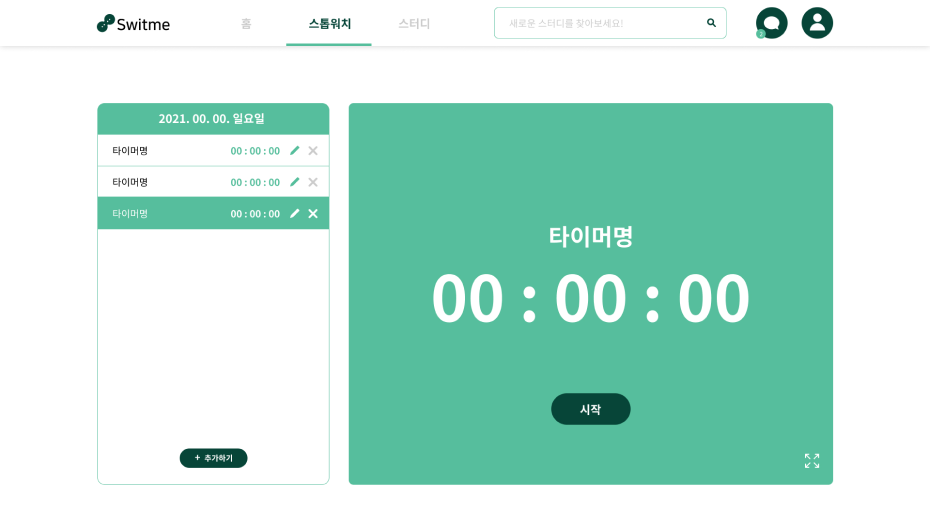 Switme
홈 스톱워치 스터디
새로운 스터디를 찾아보세요!
2021. 00. 00. 일요일
타이머명 00 : 00 : 00
타이머명 00 : 00 : 00
타이머명 00 : 00 : 00
+ 추가하기
타이머명
00 : 00 : 00
시작